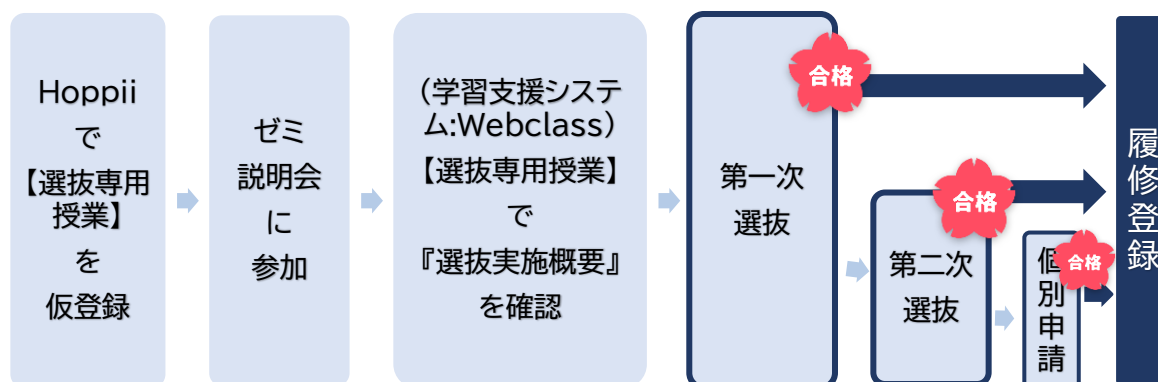 Hoppii
で
【選抜専用
授業】
を
仮登録
ゼミ
説明会
に
参加
（学習支援システ
ム:Webclass）
【選抜専用授業】
で
『選抜実施概要』
を確認
第一次
選抜
合格
第二次
選抜
合格
個別申請
合格
履修登録